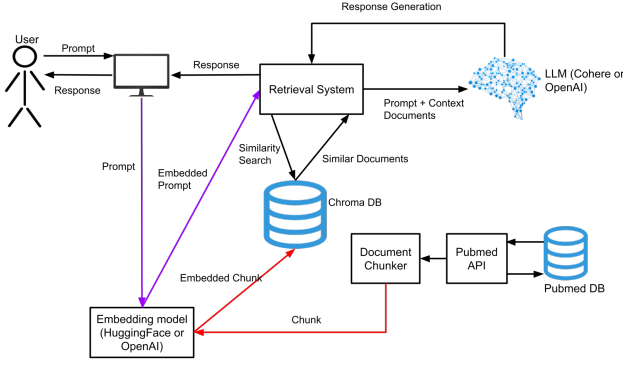 Response Generation
User
Prompt
Response
Response
Retrieval System
LLM (Cohere or
OpenAI)
Prompt + Context
Documents
Similarity
Search
Similar Documents
Prompt
Embedded
Prompt
Chroma DB
Document
Chunker
Pubmed
API
Pubmed DB
Embedded Chunk
Embedding model
(HuggingFace or
OpenAI)
Chunk